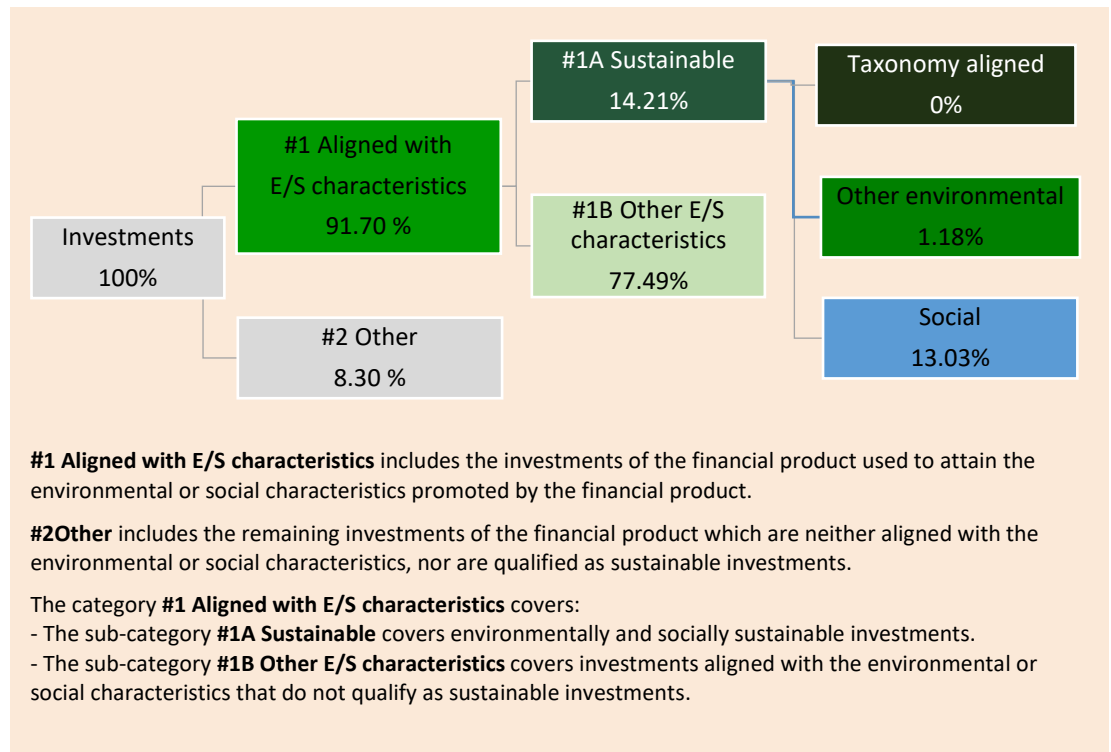 #1A Sustainable
14.21%
Taxonomy aligned
0%
#1 Aligned with
E/S characteristics
91.70 %
#1B Other E/S
characteristics
77.49%
Other environmental
1.18%
Investments
100%
#2 Other
8.30 %
Social
13.03%
#1 Aligned with E/S characteristics includes the investments of the financial product used to attain the
environmental or social characteristics promoted by the financial product.
#2Other includes the remaining investments of the financial product which are neither aligned with the
environmental or social characteristics, nor are qualified as sustainable investments.
The category #1 Aligned with E/S characteristics covers:
- The sub-category #1A Sustainable covers environmentally and socially sustainable investments.
- The sub-category #1B Other E/S characteristics covers investments aligned with the environmental or
social characteristics that do not qualify as sustainable investments.